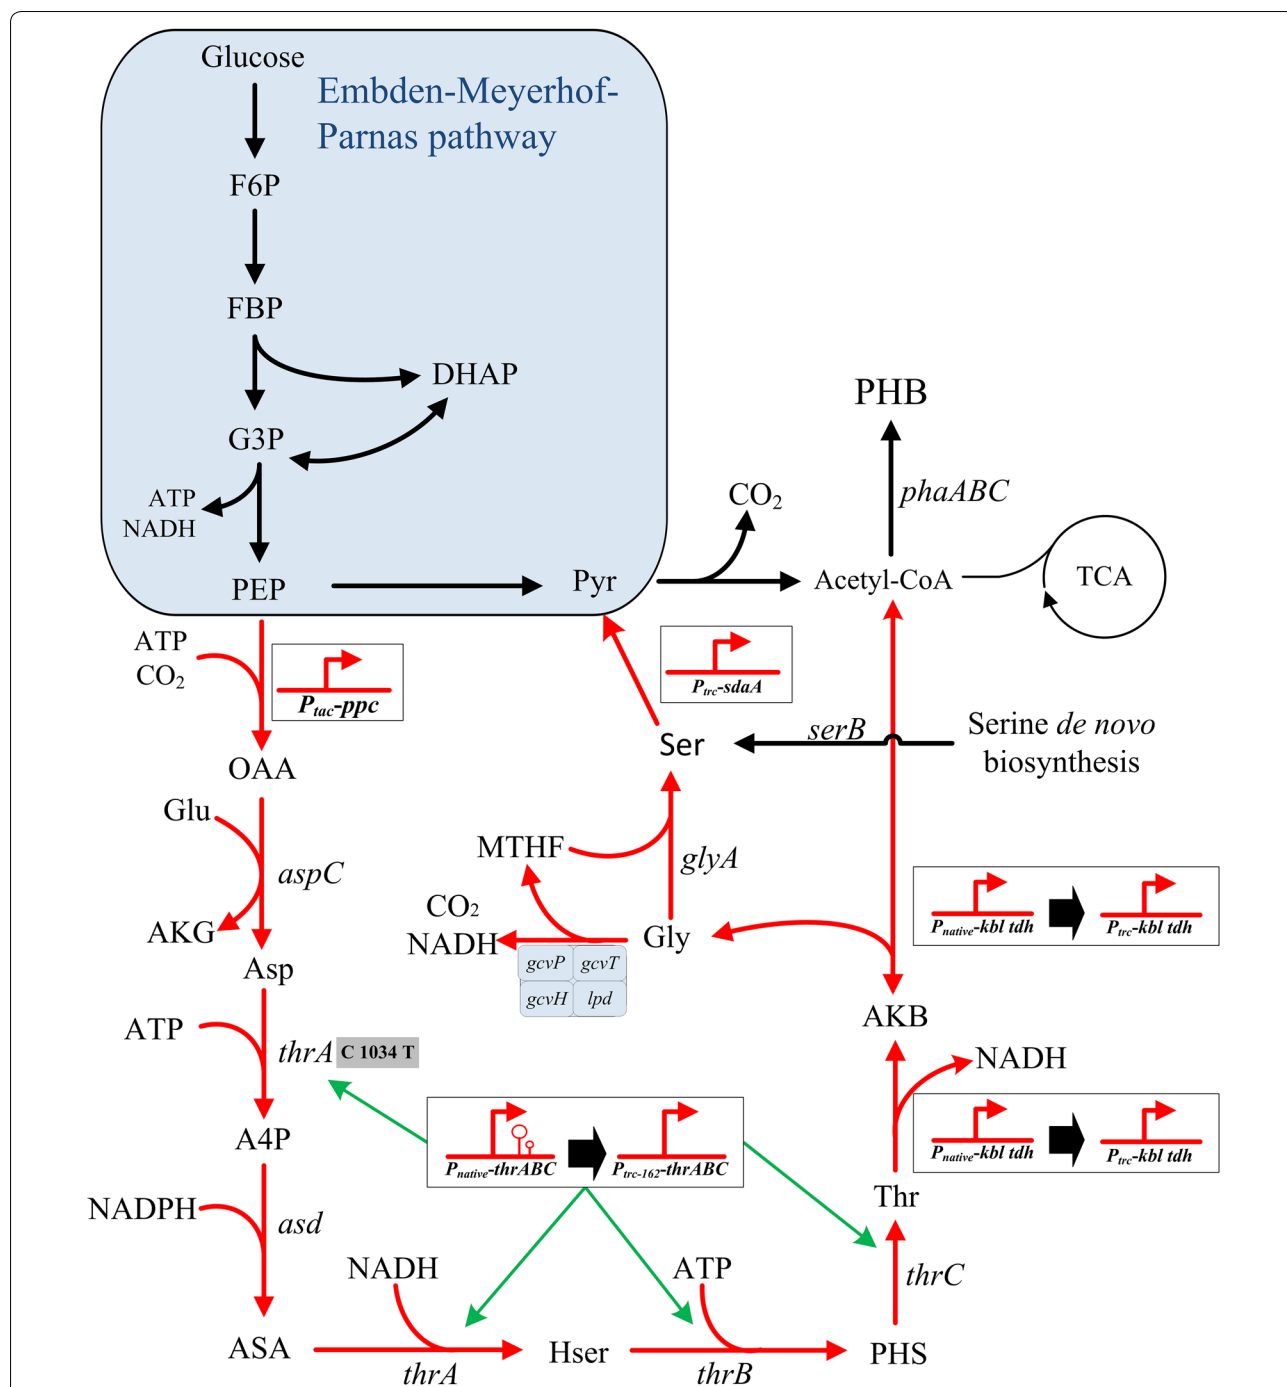 Glucose
Embden-Meyerhof-
Parnas pathway
F6P
FBP
DHAP
G3P
ATP
NADH
PEP
Pyr
CO₂
PHB
phaABC
Acetyl-CoA
TCA
ATP
CO₂
Ptac-ppc
Ptrc-sdaA
OAA
Ser
serB
Serine de novo
biosynthesis
Glu
aspC
AKG
Asp
MTHF
glyA
CO₂
NADH
Gly
gcvP gcvT
gcvH lpd
Pnative-kbl tdh Ptrc-kbl tdh
AKB
ATP
thrA C 1034 T
NADH
A4P
Pnative-thrABC Ptrc-162-thrABC
Pnative-kbl tdh Ptrc-kbl tdh
Thr
NADPH
asd
NADH
ATP
thrC
ASA
thrA
Hser
thrB
PHS